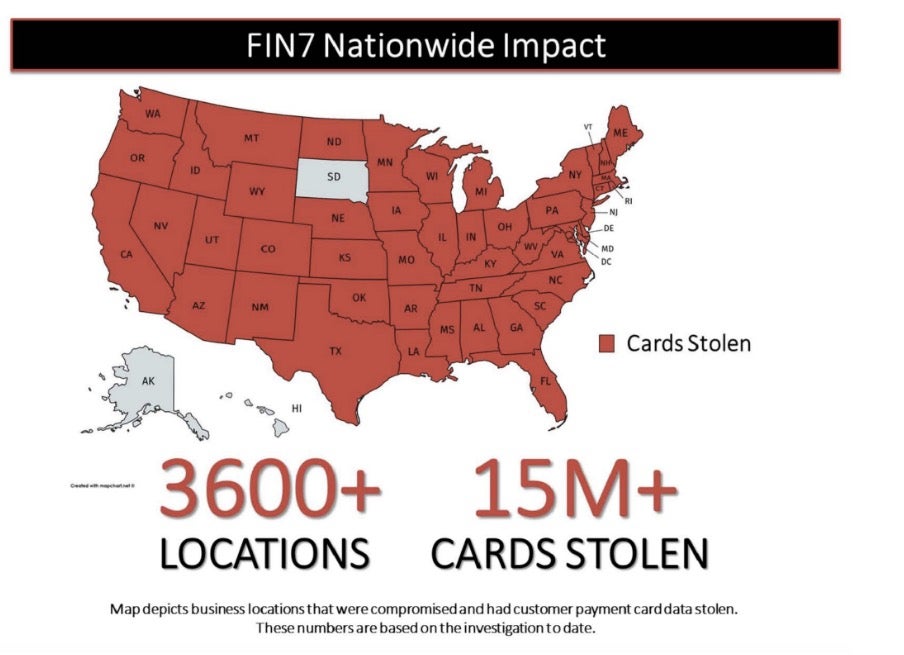 FIN7 Nationwide Impact
WA
MT
ND
MN
VT
ME
OR
ID
SD
WI
NY
NH
MA
WY
MI
CT
RI
IA
PA
NJ
NE
NV
OH
DE
UT
IL
IN
CO
WV
MD
CA
KS
MO
KY
VA
DC
TN
NC
AZ
NM
OK
AR
SC
MS
AL
GA
TX
LA
Cards Stolen
AK
FL
HI
Created with mapchart.net ©
3600+
15M+
LOCATIONS
CARDS STOLEN
Map depicts business locations that were compromised and had customer payment card data stolen.
These numbers are based on the investigation to date.